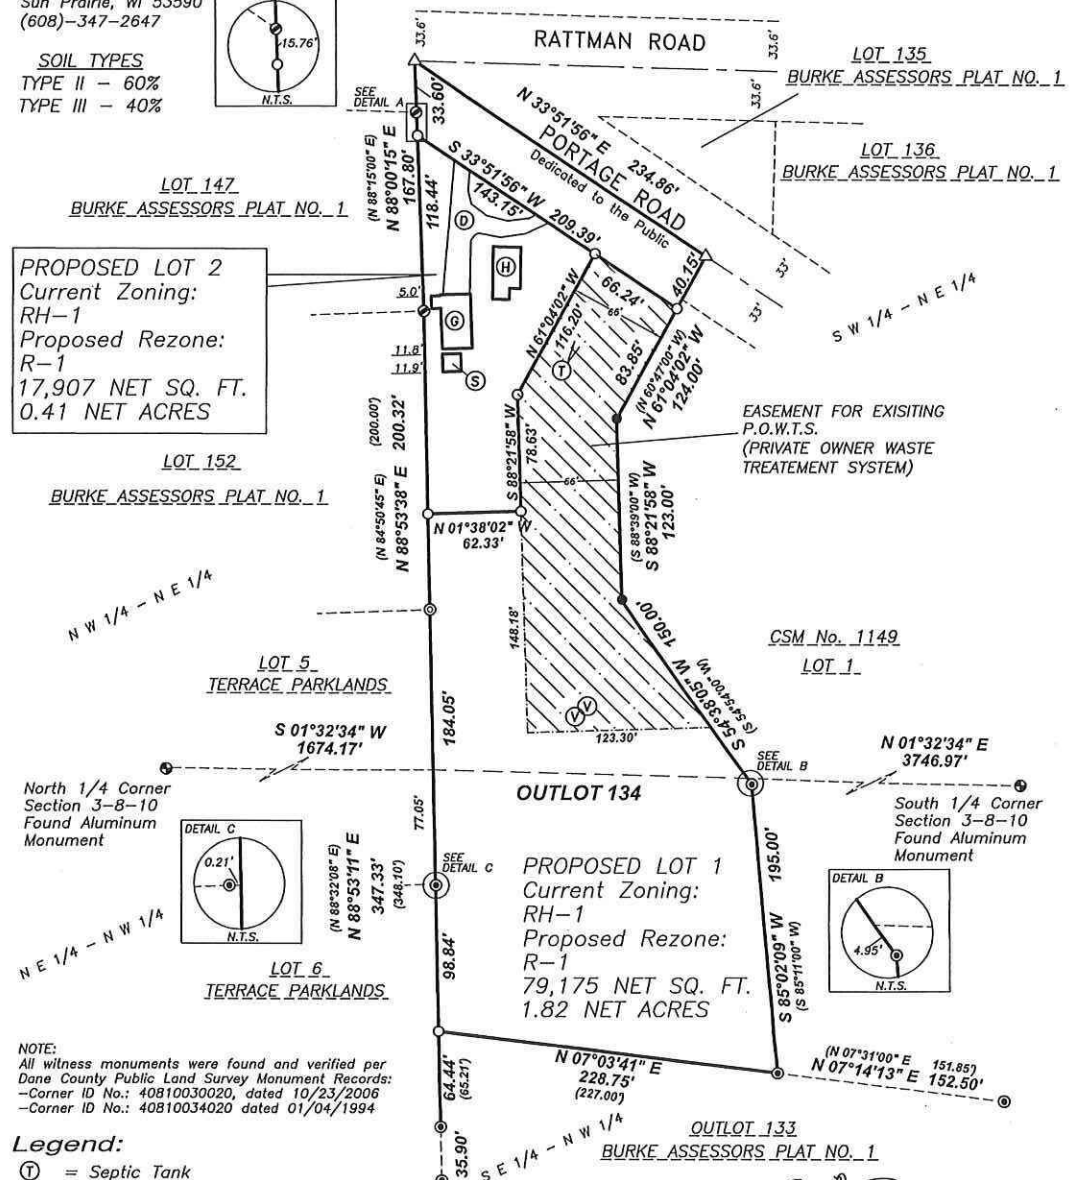 Sun Prairie, WI 53590
(608)-347-2647
SOIL TYPES
TYPE II - 60%
TYPE III - 40%
15.76'
N.T.S.
33.6'
RATTMAN ROAD
33.6'
33.6'
LOT 135
BURKE ASSESSORS PLAT NO. 1
LOT 136
BURKE ASSESSORS PLAT NO. 1
SEE
DETAIL A
33.60'
N 33°51'56" E 234.86'
PORTAGE ROAD
Dedicated to the Public
S 33°51'56" W 209.39'
143.15'
66.24'
40.15'
33'
33'
LOT 147
BURKE ASSESSORS PLAT NO. 1
(N 88°15'00" E)
N 88°00'15" E
167.80'
118.44'
D
H
G
S
T
5.0'
11.8'
11.9'
PROPOSED LOT 2
Current Zoning:
RH-1
Proposed Rezone:
R-1
17,907 NET SQ. FT.
0.41 NET ACRES
N 61°04'02" W
116.20'
66'
83.85'
(N 60°47'00" W)
N 61°04'02" W
124.00'
S W 1/4 - N E 1/4
EASEMENT FOR EXISITING
P.O.W.T.S.
(PRIVATE OWNER WASTE
TREATEMENT SYSTEM)
LOT 152
BURKE ASSESSORS PLAT NO. 1
(200.00')
(N 84°50'45" E)
N 88°53'38" E 200.32'
S 88°21'58" W
78.63'
66'
(S 88°39'00" W)
S 88°21'58" W
123.00'
N 01°38'02" W
62.33'
N W 1/4 - N E 1/4
148.18'
S 54°38'05" W 150.00'
(S 54°54'00" W)
CSM No. 1149
LOT 1
LOT 5
TERRACE PARKLANDS
184.05'
V V
123.30'
S 01°32'34" W
1674.17'
SEE
DETAIL B
N 01°32'34" E
3746.97'
North 1/4 Corner
Section 3-8-10
Found Aluminum
Monument
OUTLOT 134
South 1/4 Corner
Section 3-8-10
Found Aluminum
Monument
DETAIL C
0.21'
N.T.S.
77.05'
(N 88°32'08" E)
N 88°53'11" E
347.33'
(348.10')
SEE
DETAIL C
PROPOSED LOT 1
Current Zoning:
RH-1
Proposed Rezone:
R-1
79,175 NET SQ. FT.
1.82 NET ACRES
195.00'
S 85°02'09" W
(S 85°11'00" W)
DETAIL B
4.95'
N.T.S.
N E 1/4 - N W 1/4
LOT 6
TERRACE PARKLANDS
98.84'
NOTE:
All witness monuments were found and verified per
Dane County Public Land Survey Monument Records:
-Corner ID No.: 40810030020, dated 10/23/2006
-Corner ID No.: 40810034020 dated 01/04/1994
64.44'
(65.21')
N 07°03'41" E
228.75'
(227.00')
(N 07°31'00" E 151.85')
N 07°14'13" E 152.50'
35.90'
S E 1/4 - N W 1/4
OUTLOT 133
BURKE ASSESSORS PLAT NO. 1
Legend:
T = Septic Tank